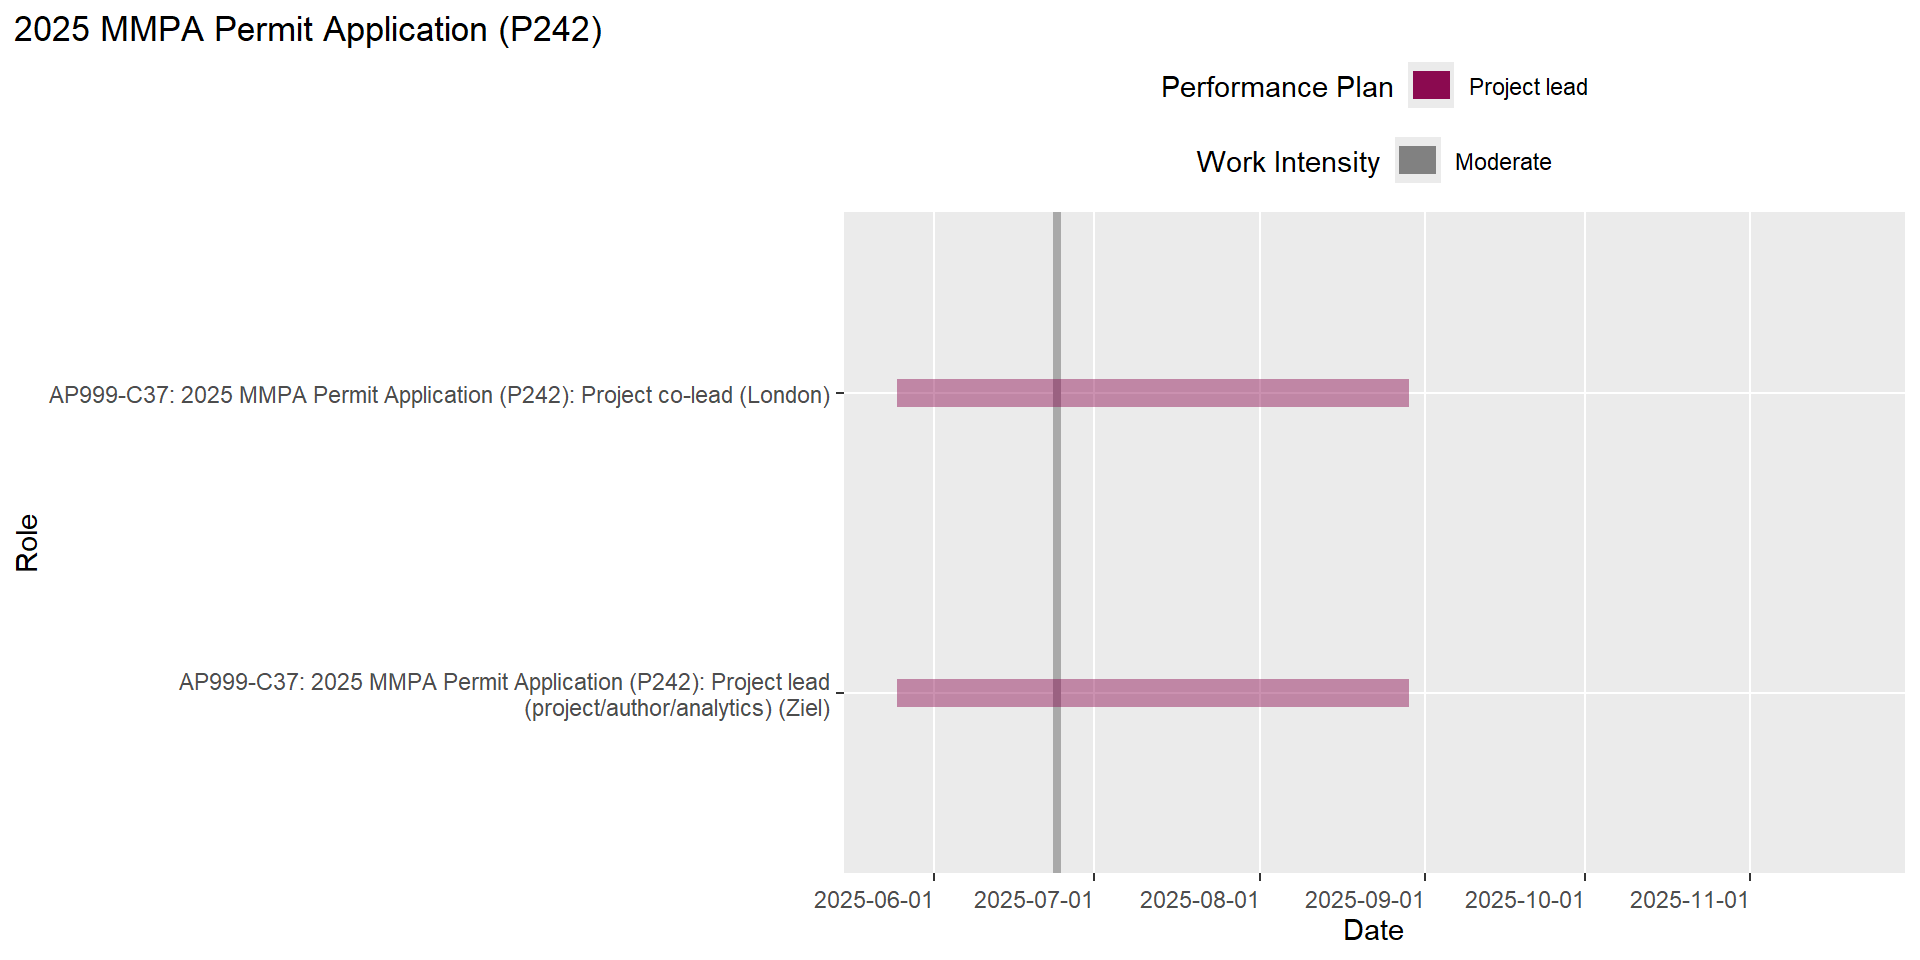 2025 MMPA Permit Application (P242)
Performance Plan Project lead
Work Intensity Moderate
AP999-C37: 2025 MMPA Permit Application (P242): Project co-lead (London)
Role
AP999-C37: 2025 MMPA Permit Application (P242): Project lead
(project/author/analytics) (Ziel)
2025-06-01 2025-07-01 2025-08-01 2025-09-01 2025-10-01 2025-11-01
Date